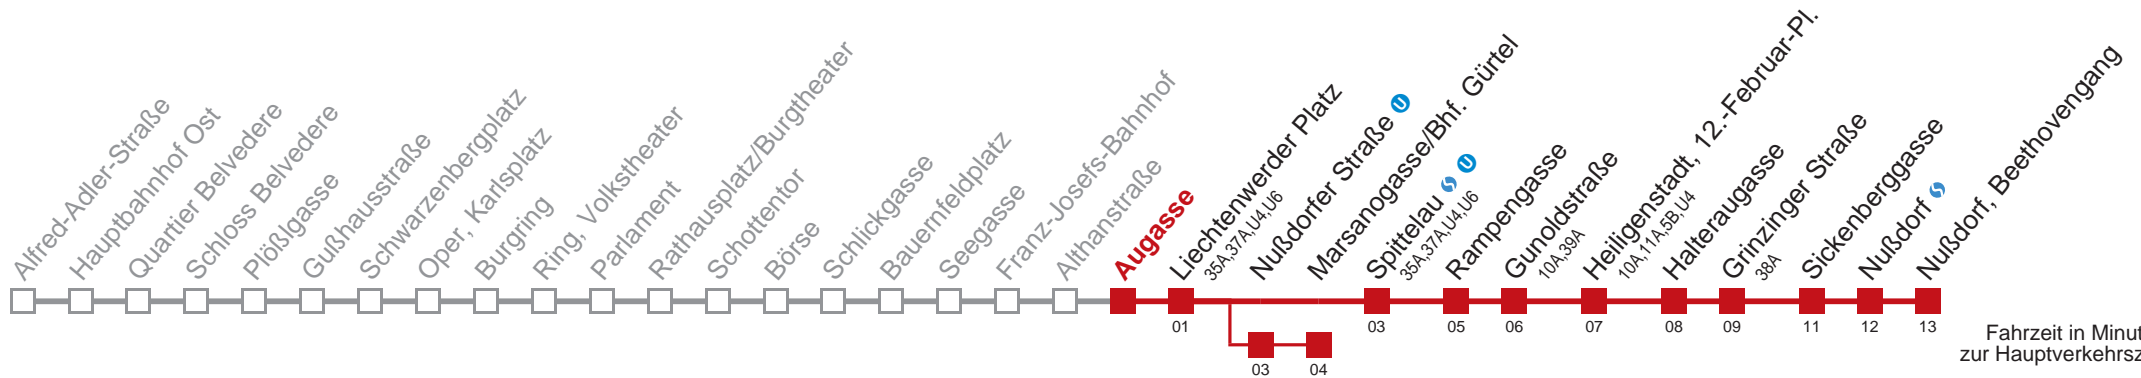 Alfred-Adler-Straße
Hauptbahnhof Ost
Quartier Belvedere
Schloss Belvedere
Plößlgasse
Gußhausstraße
Schwarzenbergplatz
Oper, Karlsplatz
Burgring
Ring, Volkstheater
Parlament
Rathausplatz/Burgtheater
Schottentor
Börse
Schlickgasse
Bauernfeldplatz
Seegasse
Franz-Josefs-Bahnhof
Althanstraße
Augasse
Liechtenwerder Platz
35A,37A,U4,U6
Nußdorfer Straße U
Marsanogasse/Bhf. Gürtel
Spittelau S U
35A,37A,U4,U6
Rampengasse
Gunoldstraße
10A,39A
Heiligenstadt, 12.-Februar-Pl.
10A,11A,5B,U4
Halteraugasse
Grinzinger Straße
38A
Sickenberggasse
Nußdorf S
Nußdorf, Beethovengang
01
03
05
06
07
08
09
11
12
13
03
04
Fahrzeit in Minut
zur Hauptverkehrsz